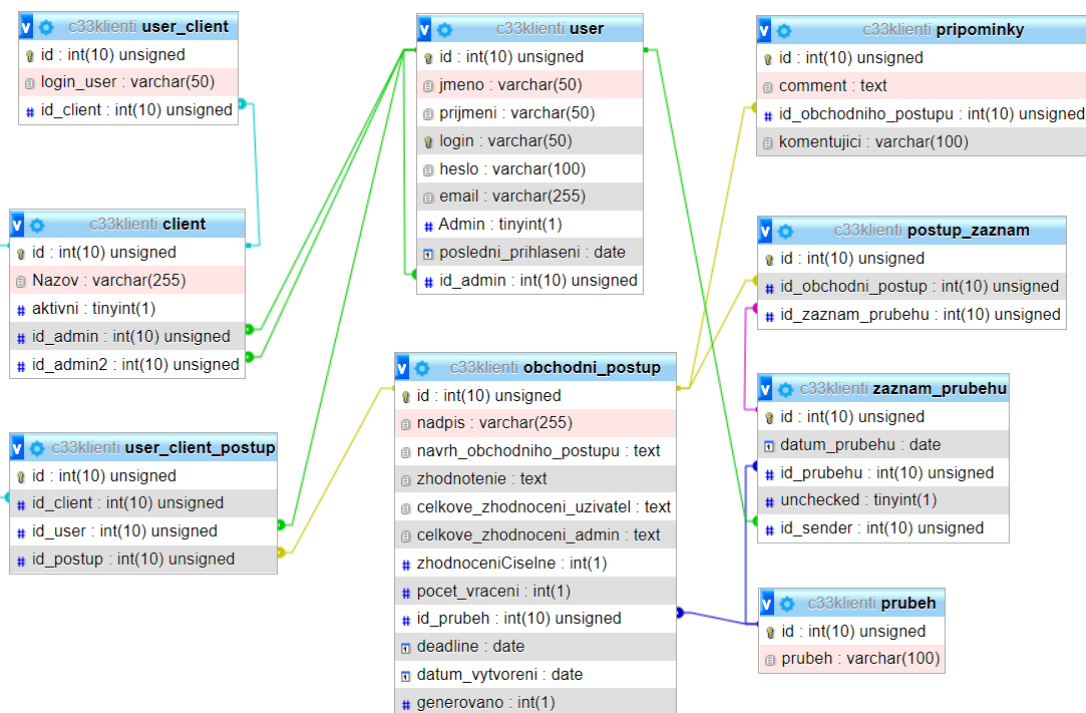 c33klienti user_client
id : int(10) unsigned
login_user : varchar(50)
id_client : int(10) unsigned
c33klienti client
id : int(10) unsigned
Nazov : varchar(255)
aktivni : tinyint(1)
id_admin : int(10) unsigned
id_admin2 : int(10) unsigned
c33klienti user_client_postup
id : int(10) unsigned
id_client : int(10) unsigned
id_user : int(10) unsigned
id_postup : int(10) unsigned
c33klienti user
id : int(10) unsigned
jmeno : varchar(50)
prijmeni : varchar(50)
login : varchar(50)
heslo : varchar(100)
email : varchar(255)
Admin : tinyint(1)
posledni_prihlaseni : date
id_admin : int(10) unsigned
c33klienti obchodni_postup
id : int(10) unsigned
nadpis : varchar(255)
navrh_obchodniho_postupu : text
zhodnotenie : text
celkove_zhodnoceni_uzivatel : text
celkove_zhodnoceni_admin : text
zhodnoceniCiselne : int(1)
pocet_vraceni : int(1)
id_prubeh : int(10) unsigned
deadline : date
datum_vytvoreni : date
generovano : int(1)
c33klienti pripominky
id : int(10) unsigned
comment : text
id_obchodniho_postupu : int(10) unsigned
komentujici : varchar(100)
c33klienti postup_zaznam
id : int(10) unsigned
id_obchodni_postup : int(10) unsigned
id_zaznam_prubehu : int(10) unsigned
c33klienti zaznam_prubehu
id : int(10) unsigned
datum_prubehu : date
id_prubehu : int(10) unsigned
unchecked : tinyint(1)
id_sender : int(10) unsigned
c33klienti prubeh
id : int(10) unsigned
prubeh : varchar(100)